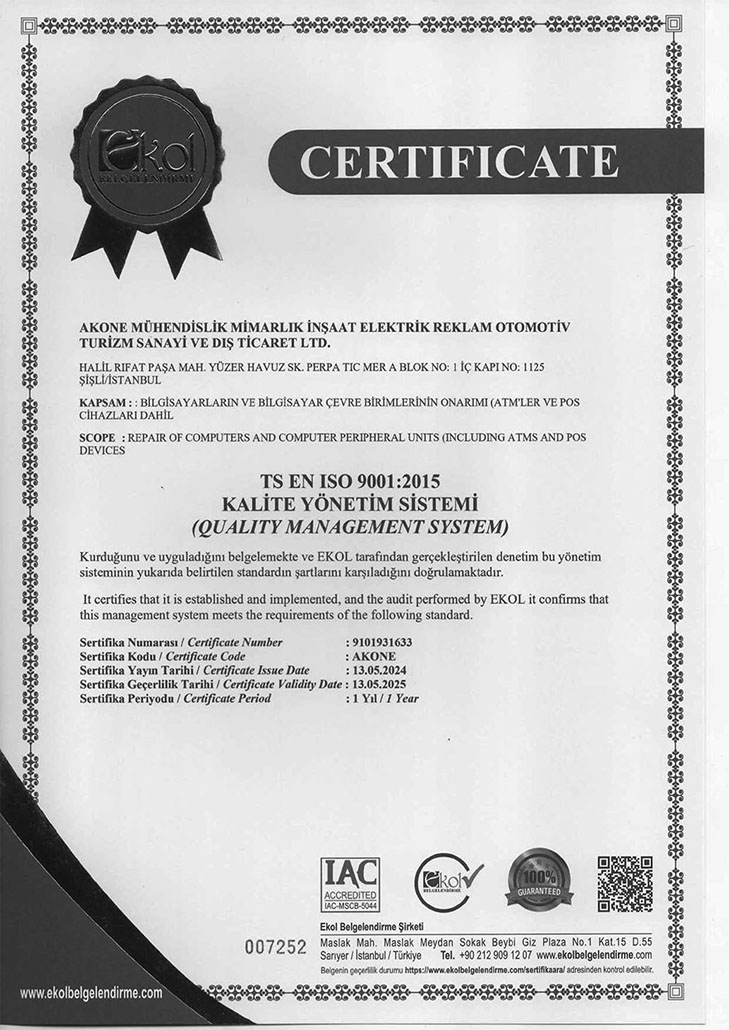 Ekol
BELGELENDİRME
CERTIFICATE
AKONE MÜHENDİSLİK MİMARLIK İNŞAAT ELEKTRİK REKLAM OTOMOTİV
TURİZM SANAYİ VE DIŞ TİCARET LTD.
HALİL RIFAT PAŞA MAH. YÜZER HAVUZ SK. PERPA TIC MER A BLOK NO: 1 İÇ KAPI NO: 1125
ŞİŞLİ/İSTANBUL
KAPSAM : : BİLGİSAYARLARIN VE BİLGİSAYAR ÇEVRE BİRİMLERİNİN ONARIMI (ATM'LER VE POS
CİHAZLARI DAHİL
SCOPE : REPAIR OF COMPUTERS AND COMPUTER PERIPHERAL UNITS (INCLUDING ATMS AND POS
DEVICES
TS EN ISO 9001:2015
KALİTE YÖNETİM SİSTEMİ
(QUALITY MANAGEMENT SYSTEM)
Kurduğunu ve uyguladığını belgelemekte ve EKOL tarafından gerçekleştirilen denetim bu yönetim
sisteminin yukarıda belirtilen standardın şartlarını karşıladığını doğrulamaktadır.
It certifies that it is established and implemented, and the audit performed by EKOL it confirms that
this management system meets the requirements of the following standard.
Sertifika Numarası / Certificate Number : 9101931633
Sertifika Kodu / Certificate Code : AKONE
Sertifika Yayın Tarihi / Certificate Issue Date : 13.05.2024
Sertifika Geçerlilik Tarihi / Certificate Validity Date : 13.05.2025
Sertifika Periyodu / Certificate Period : 1 Yıl / 1 Year
IAC
ACCREDITED
IAC-MSCB-5044
Ekol
BELGELENDİRME
100%
GUARANTEED
Ekol Belgelendirme Şirketi
007252
Maslak Mah. Maslak Meydan Sokak Beybi Giz Plaza No.1 Kat.15 D.55
Sarıyer / İstanbul / Türkiye Tel. +90 212 909 12 07 www.ekolbelgelendirme.com
Belgenin geçerlilik durumu https://www.ekolbelgelendirme.com/sertifikaara/ adresinden kontrol edilebilir.
www.ekolbelgelendirme.com